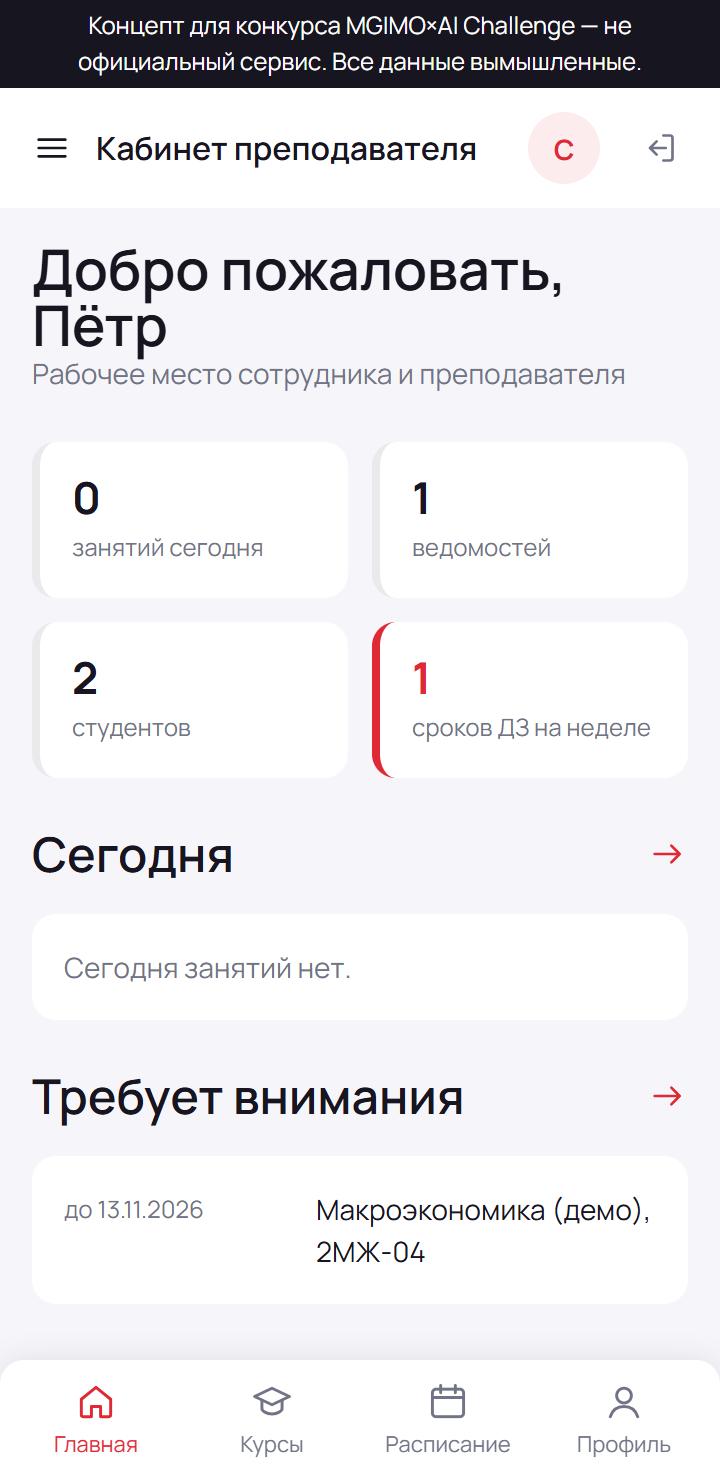 Концепт для конкурса MGIMO×AI Challenge — не
официальный сервис. Все данные вымышленные.
Кабинет преподавателя
С
Добро пожаловать,
Пётр
Рабочее место сотрудника и преподавателя
0
занятий сегодня
1
ведомостей
2
студентов
1
сроков ДЗ на неделе
Сегодня
Сегодня занятий нет.
Требует внимания
до 13.11.2026
Макроэкономика (демо),
2МЖ-04
Главная
Курсы
Расписание
Профиль